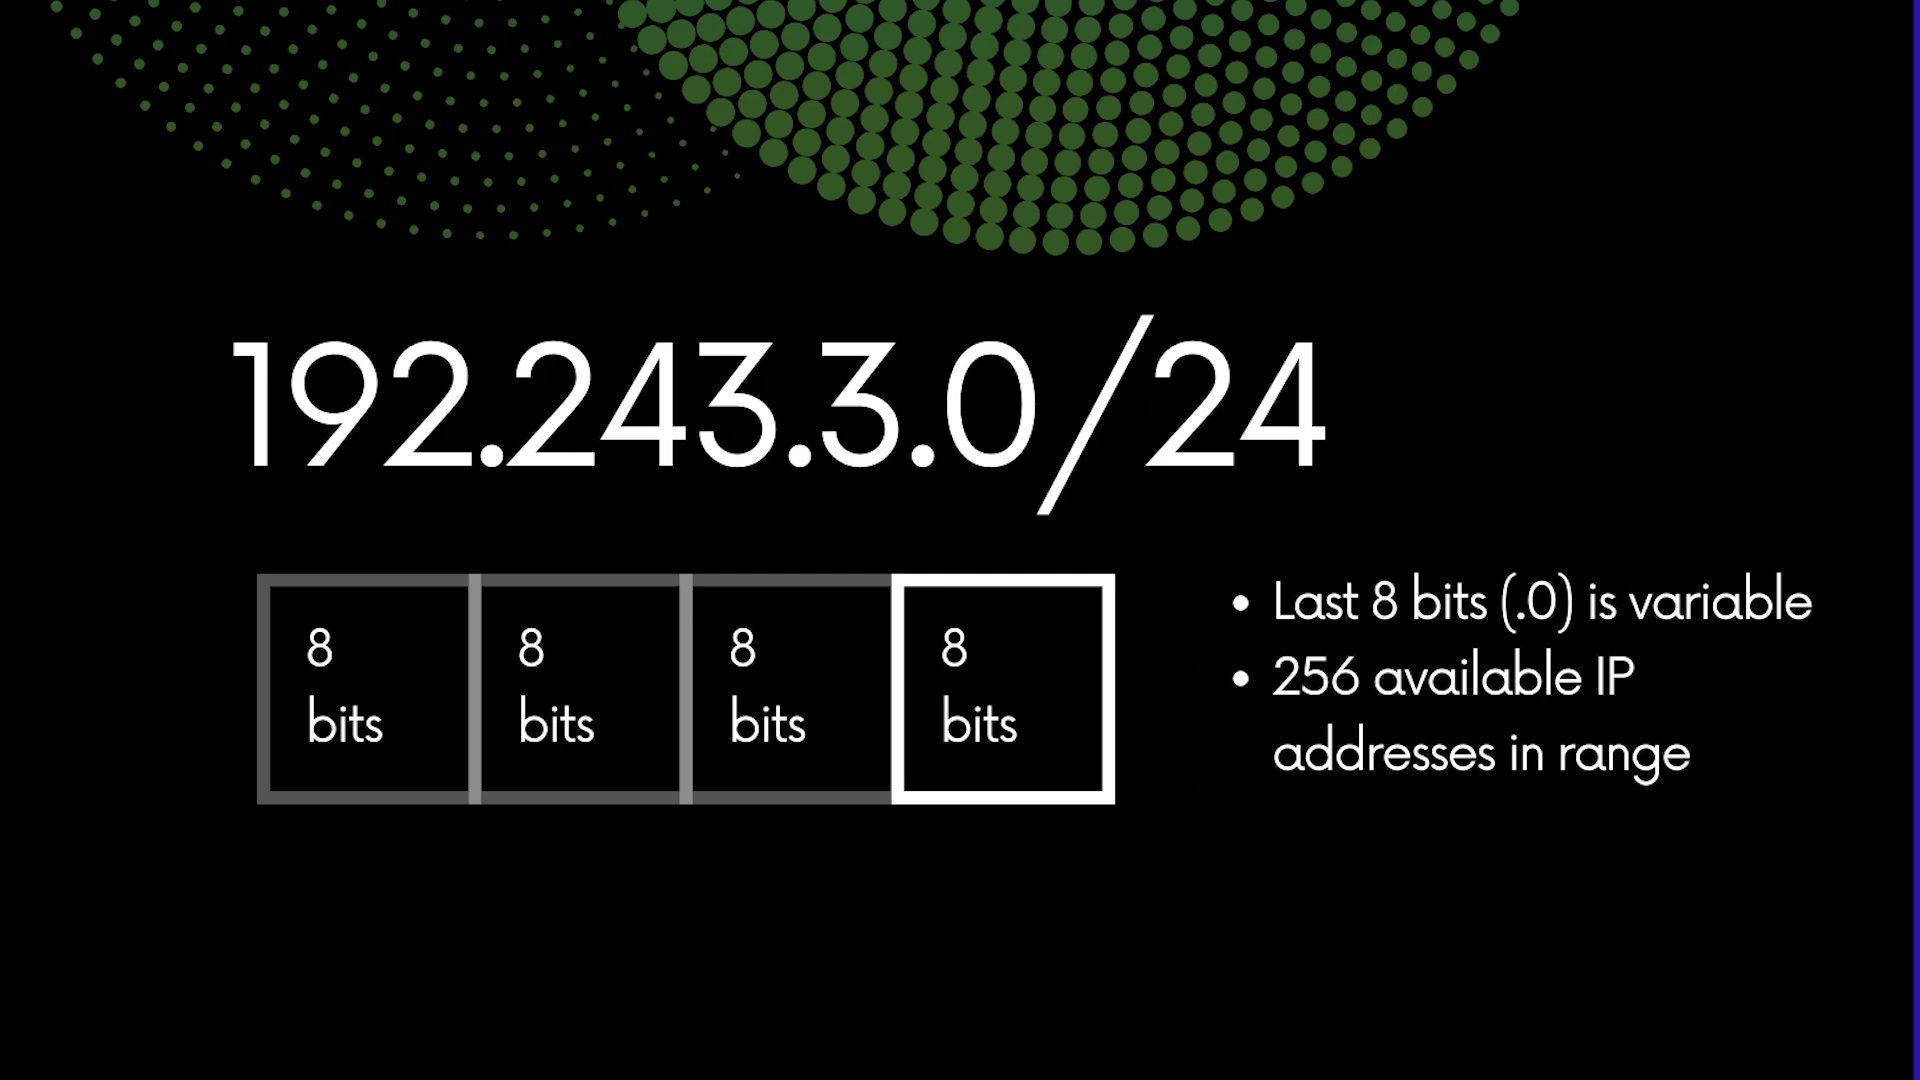 192.243.3.0/24
8 bits
8 bits
8 bits
8 bits
• Last 8 bits (.0) is variable
• 256 available IP
addresses in range